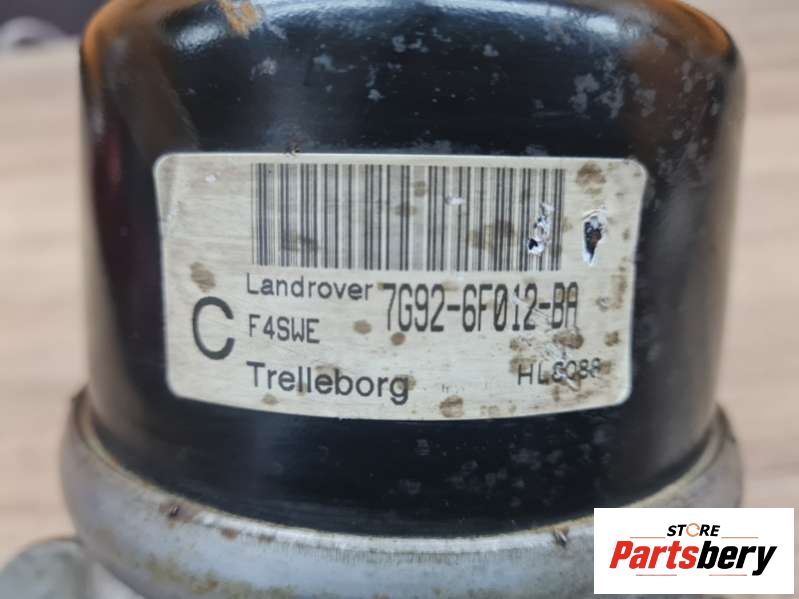 Landrover 7G92-6F012-BA
C F4SWE
Trelleborg
STORE
Partsbery